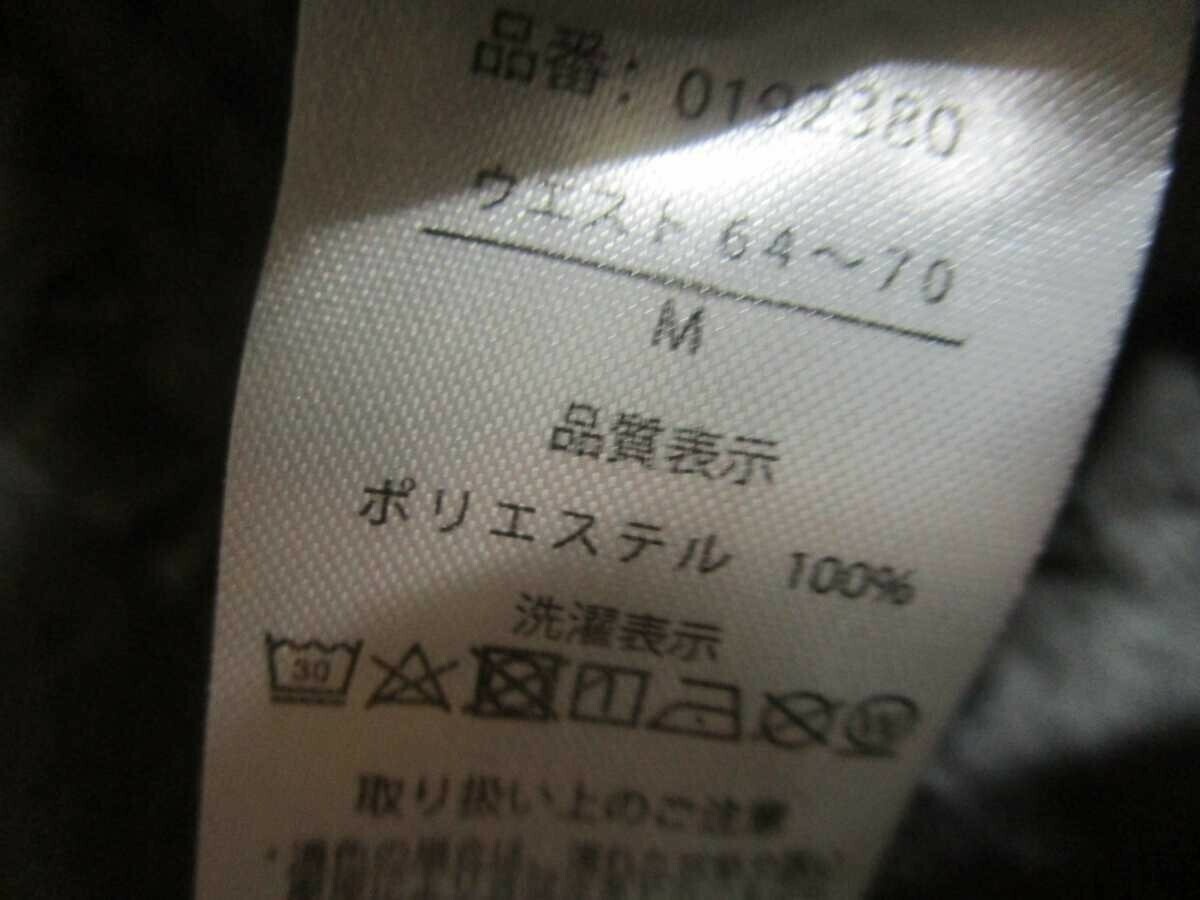 品番: 0192380
ウエスト 64～70
M
品質表示
ポリエステル 100%
洗濯表示
30
取り扱い上のご注意